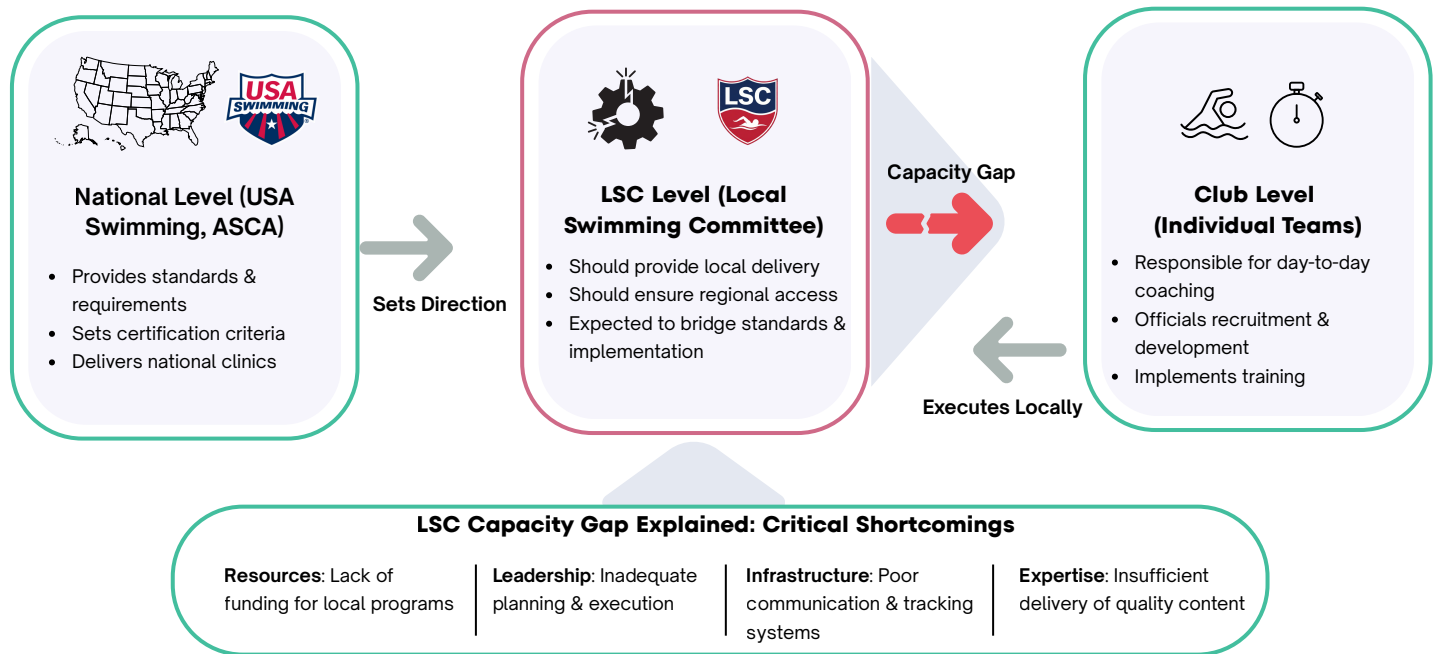 USA
SWIMMING
National Level (USA
Swimming, ASCA)
• Provides standards &
requirements
• Sets certification criteria
• Delivers national clinics
Sets Direction
LSC
LSC Level (Local
Swimming Committee)
• Should provide local delivery
• Should ensure regional access
• Expected to bridge standards &
implementation
Capacity Gap
Executes Locally
Club Level
(Individual Teams)
• Responsible for day-to-day
coaching
• Officials recruitment &
development
• Implements training
LSC Capacity Gap Explained: Critical Shortcomings
Resources: Lack of
funding for local programs
Leadership: Inadequate
planning & execution
Infrastructure: Poor
communication & tracking
systems
Expertise: Insufficient
delivery of quality content